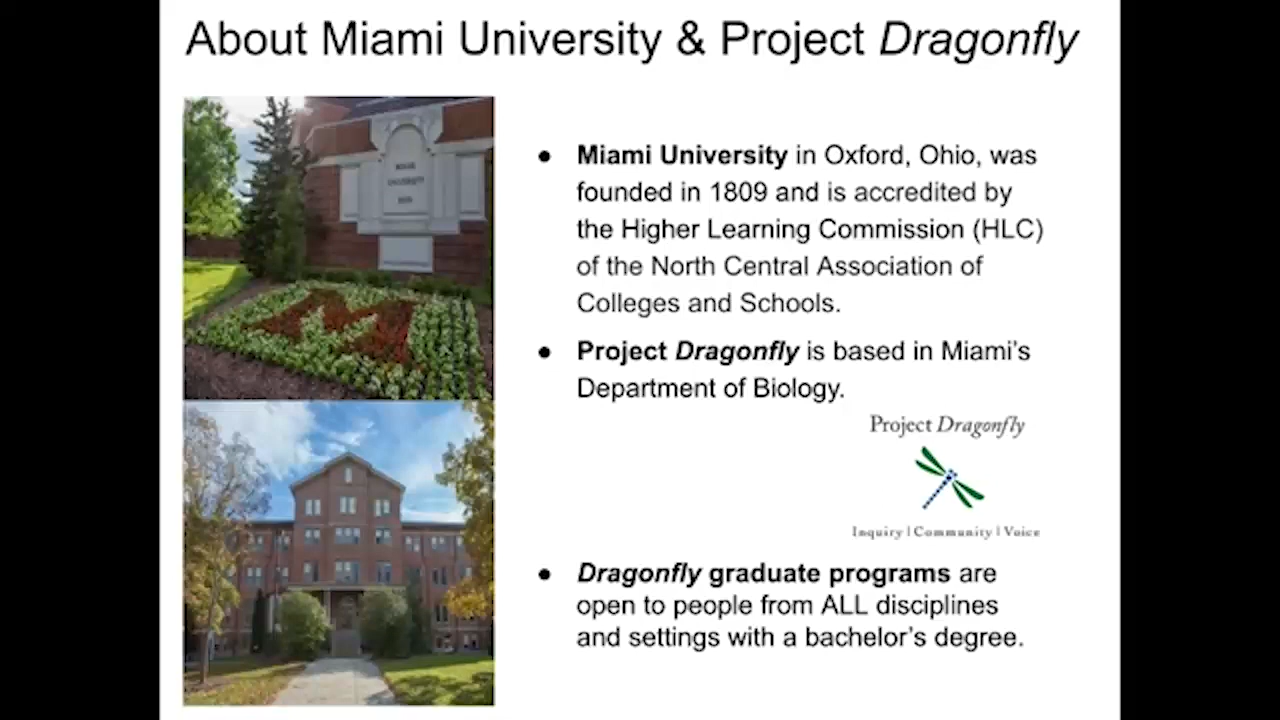 About Miami University & Project Dragonfly
MIAMI
UNIVERSITY
1809
● Miami University in Oxford, Ohio, was
founded in 1809 and is accredited by
the Higher Learning Commission (HLC)
of the North Central Association of
Colleges and Schools.
● Project Dragonfly is based in Miami’s
Department of Biology.
Project Dragonfly
Inquiry | Community | Voice
● Dragonfly graduate programs are
open to people from ALL disciplines
and settings with a bachelor’s degree.